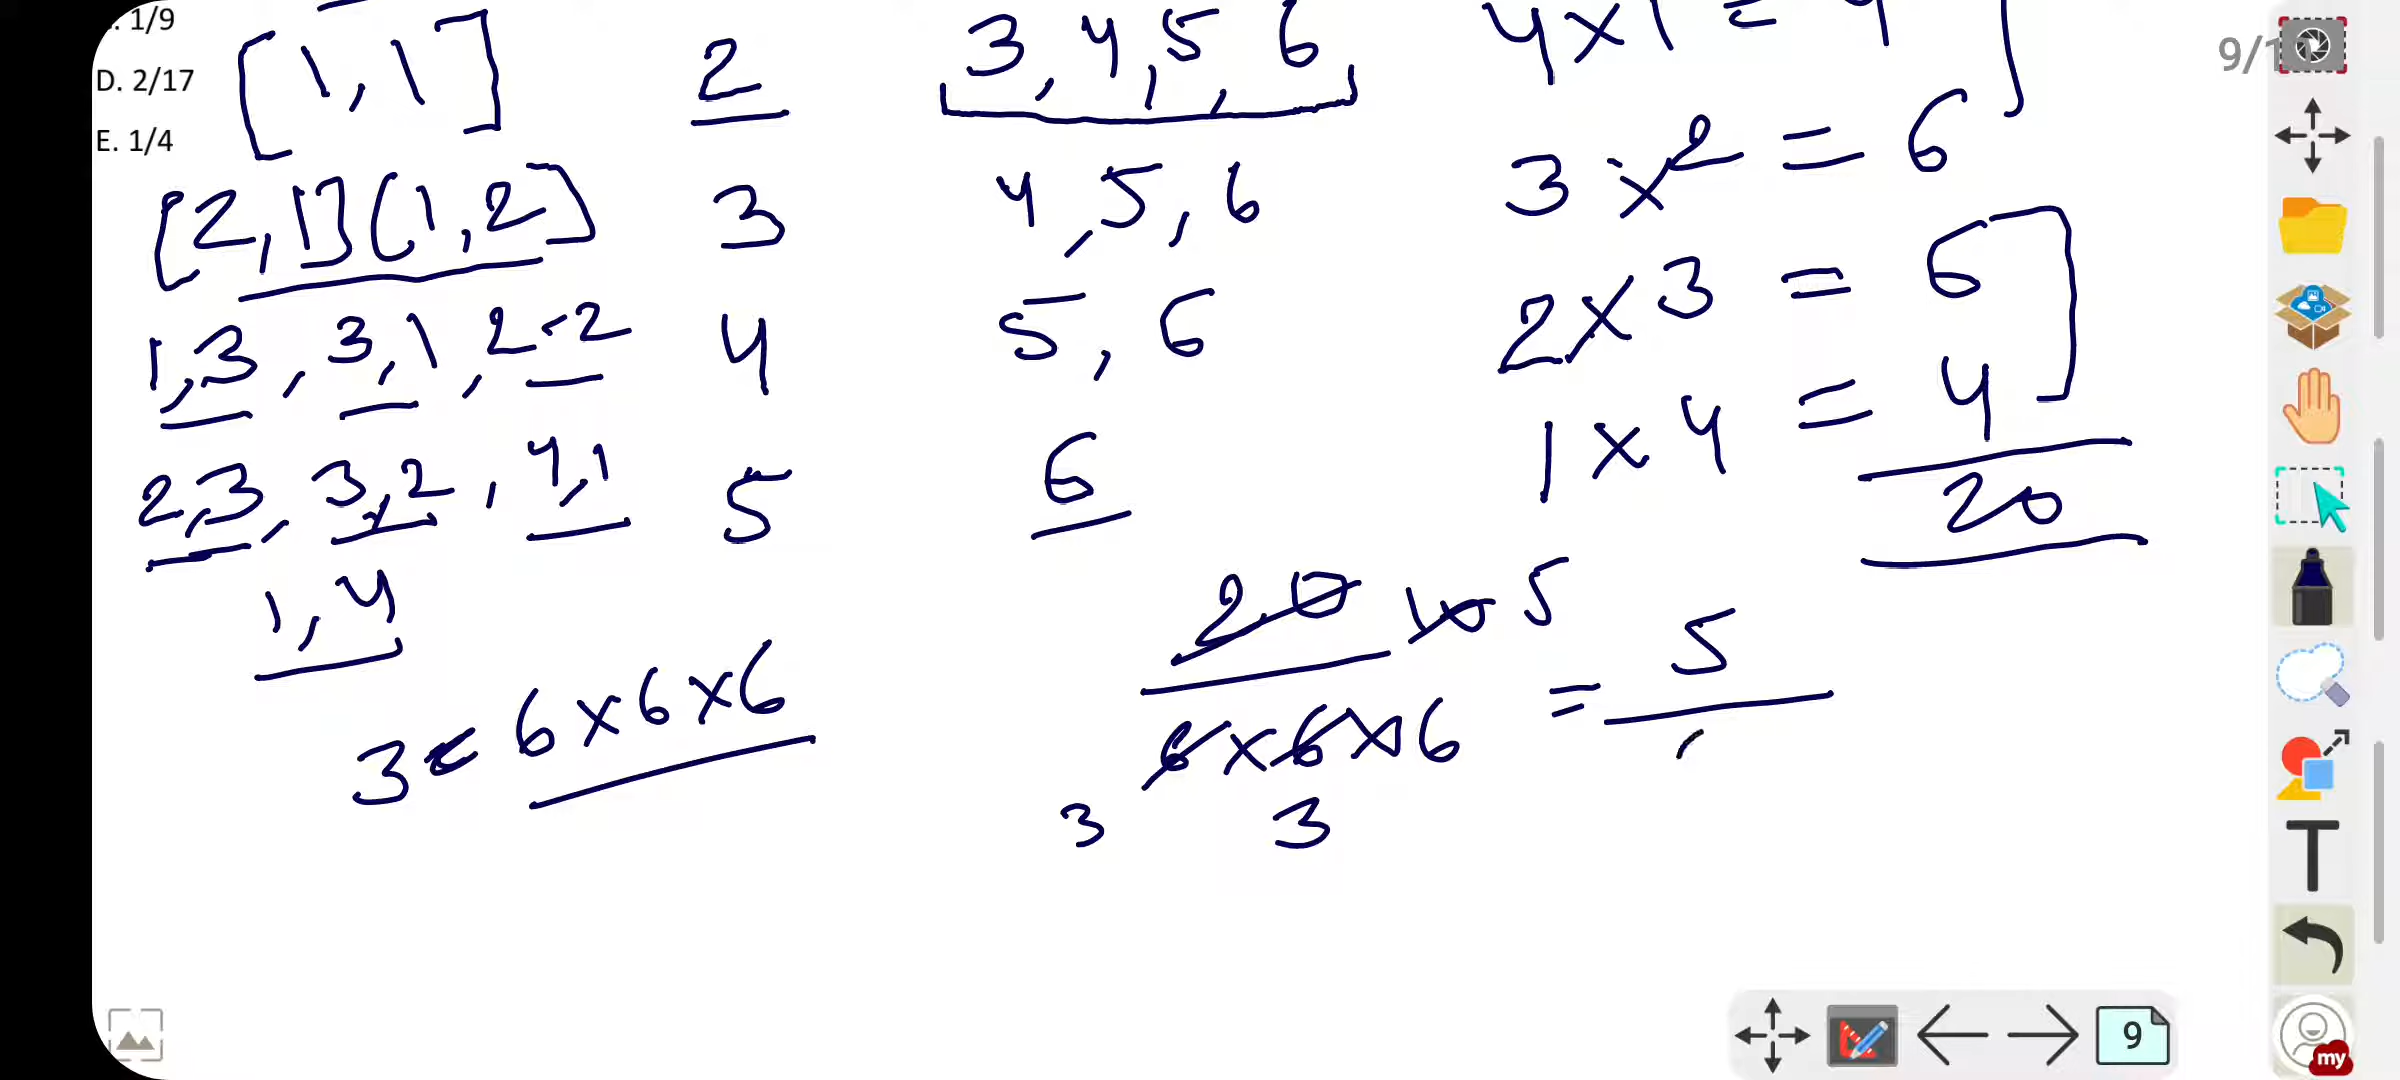 1/9
D. 2/17
E. 1/4
[1,1] 2 3, 4, 5, 6 4×1 = 4
[2,1](1,2] 3 4, 5, 6 3×2 = 6
1,3, 3,1, 2-2 4 5, 6 2×3 = 6
2,3, 3,2, 4,1 5 6 1×4 = 4
1,4 20
3 6×6×6
20 10 5
6×6×6
3 3
= 5
9/1
T
9
my